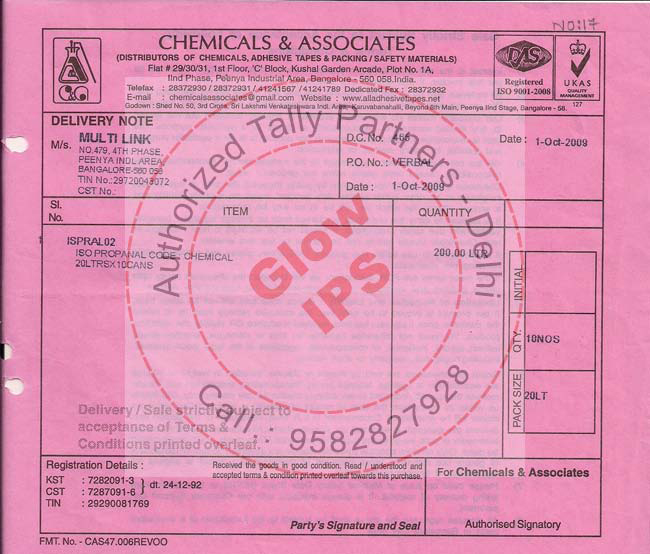 NO:17
CHEMICALS & ASSOCIATES
(DISTRIBUTORS OF CHEMICALS, ADHESIVE TAPES & PACKING / SAFETY MATERIALS)
Flat # 29/30/31, 1st Floor, 'C' Block, Kushal Garden Arcade, Plot No. 1A,
IInd Phase, Peenya Industrial Area, Bangalore - 560 058.India.
Telefax : 28372930 / 28372931 / 41241567 / 41241789 Dedicated Fax : 28372932
E-mail : chemicalsassociates@gmail.com Website : www.alladhesivetapes.net
Godown : Shed No. 50, 3rd Cross, Sri Lakshmi Venkateshwara Ind. Area, Karuvabanahalli, Beyond 8th Main, Peenya IInd Stage, Bangalore - 58.
C&A
DAS
Registered
ISO 9001-2008
UKAS
QUALITY
MANAGEMENT
127
DELIVERY NOTE
M/s. MULTI LINK
NO.479, 4TH PHASE,
PEENYA INDL AREA,
BANGALORE-560 058
TIN No.:29720043072
CST No.:
D.C. No. 466
Date : 1-Oct-2009
P.O. No. : VERBAL
Date : 1-Oct-2009
Sl. No. ITEM QUANTITY
1 ISPRAL02 200.00 LTR
ISO PROPANAL CODE: CHEMICAL
20LTRSX10CANS
INITIAL
QTY. 10NOS
PACK SIZE 20LT
Authorized Tally Partners - Delhi
Glow
IPS
Call.: 9582827928
Delivery / Sale strictly subject to
acceptance of Terms &
Conditions printed overleaf.
Registration Details :
KST : 7282091-3
CST : 7287091-6 } dt. 24-12-92
TIN : 29290081769
Received the goods in good condition. Read / understood and
accepted terms & condition printed overleaf towards this purchase.
Party's Signature and Seal
For Chemicals & Associates
Authorised Signatory
FMT. No. - CAS47.006REVOO